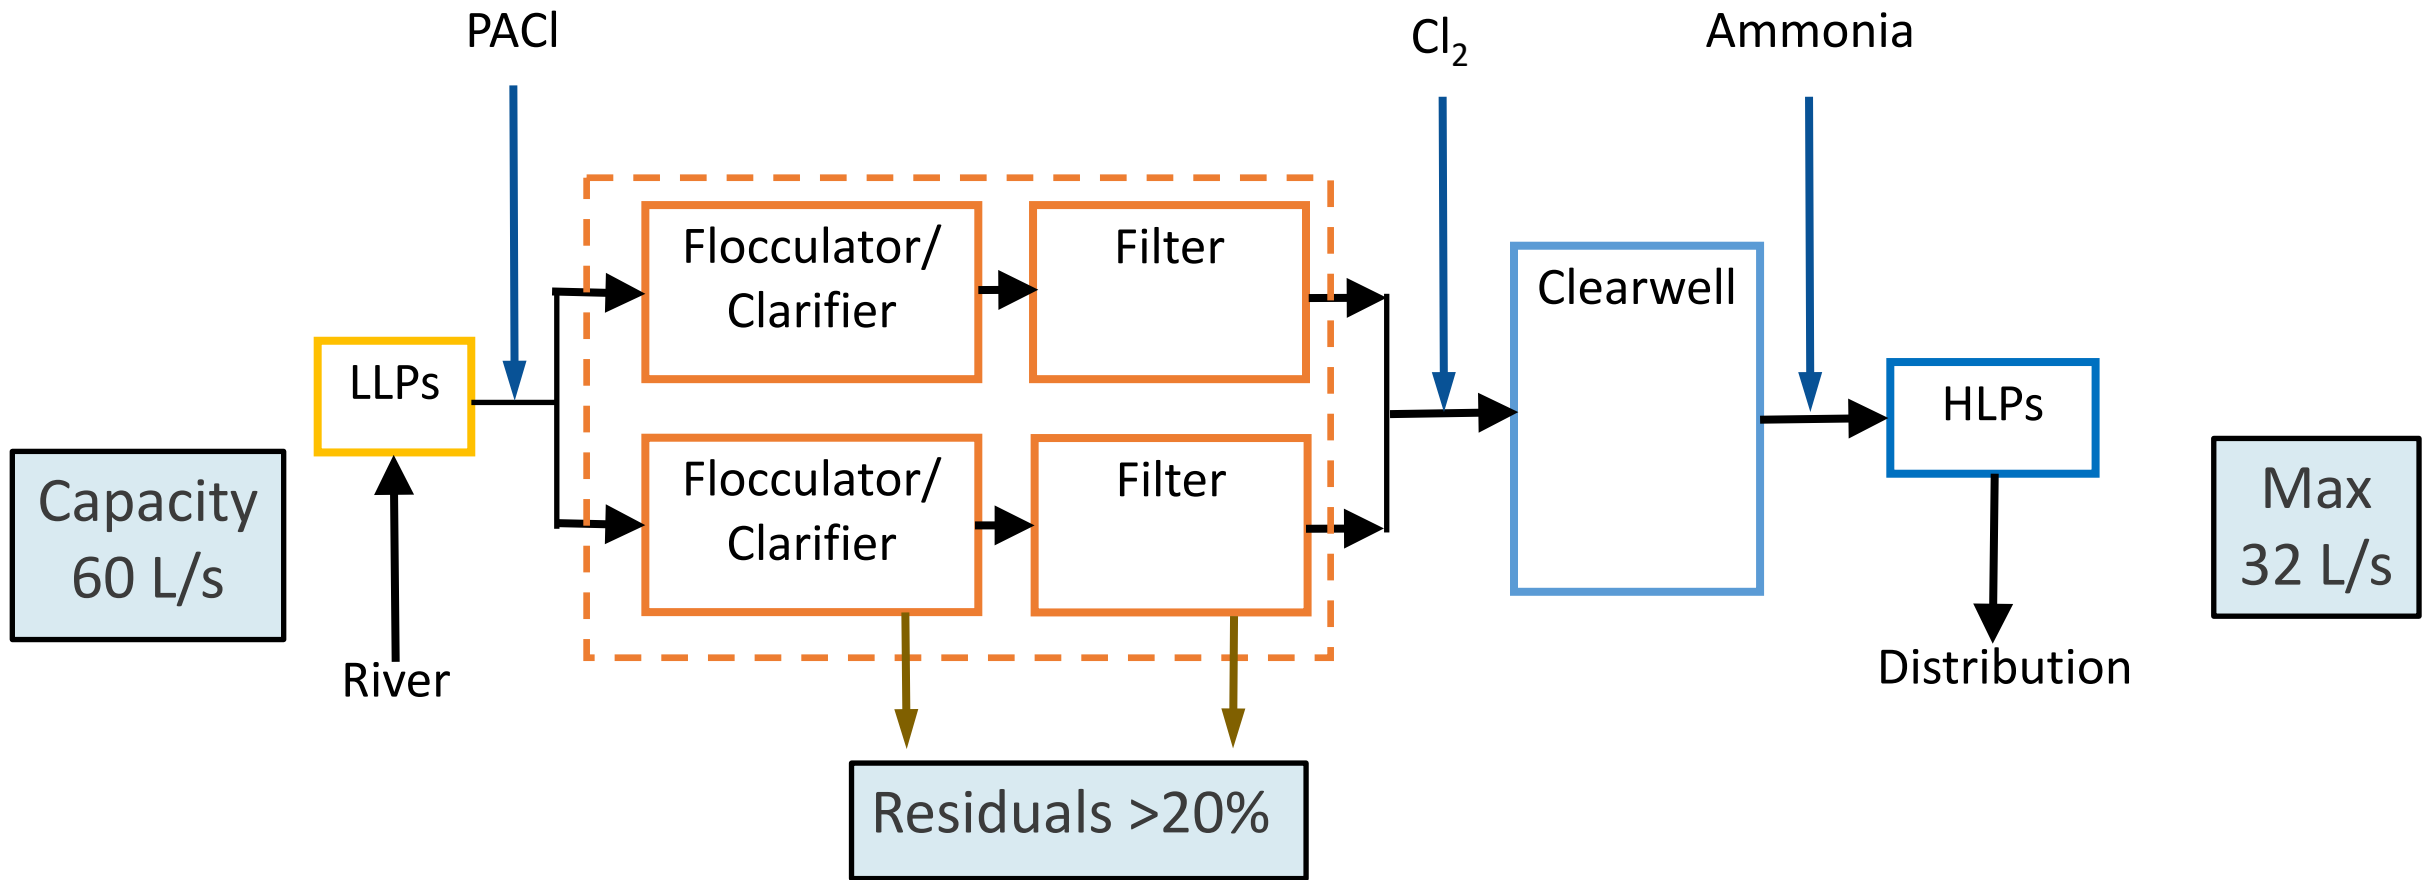 PACl
Cl₂
Ammonia
Flocculator/
Clarifier
Filter
Clearwell
LLPs
HLPs
Capacity
60 L/s
Flocculator/
Clarifier
Filter
Max
32 L/s
River
Distribution
Residuals >20%